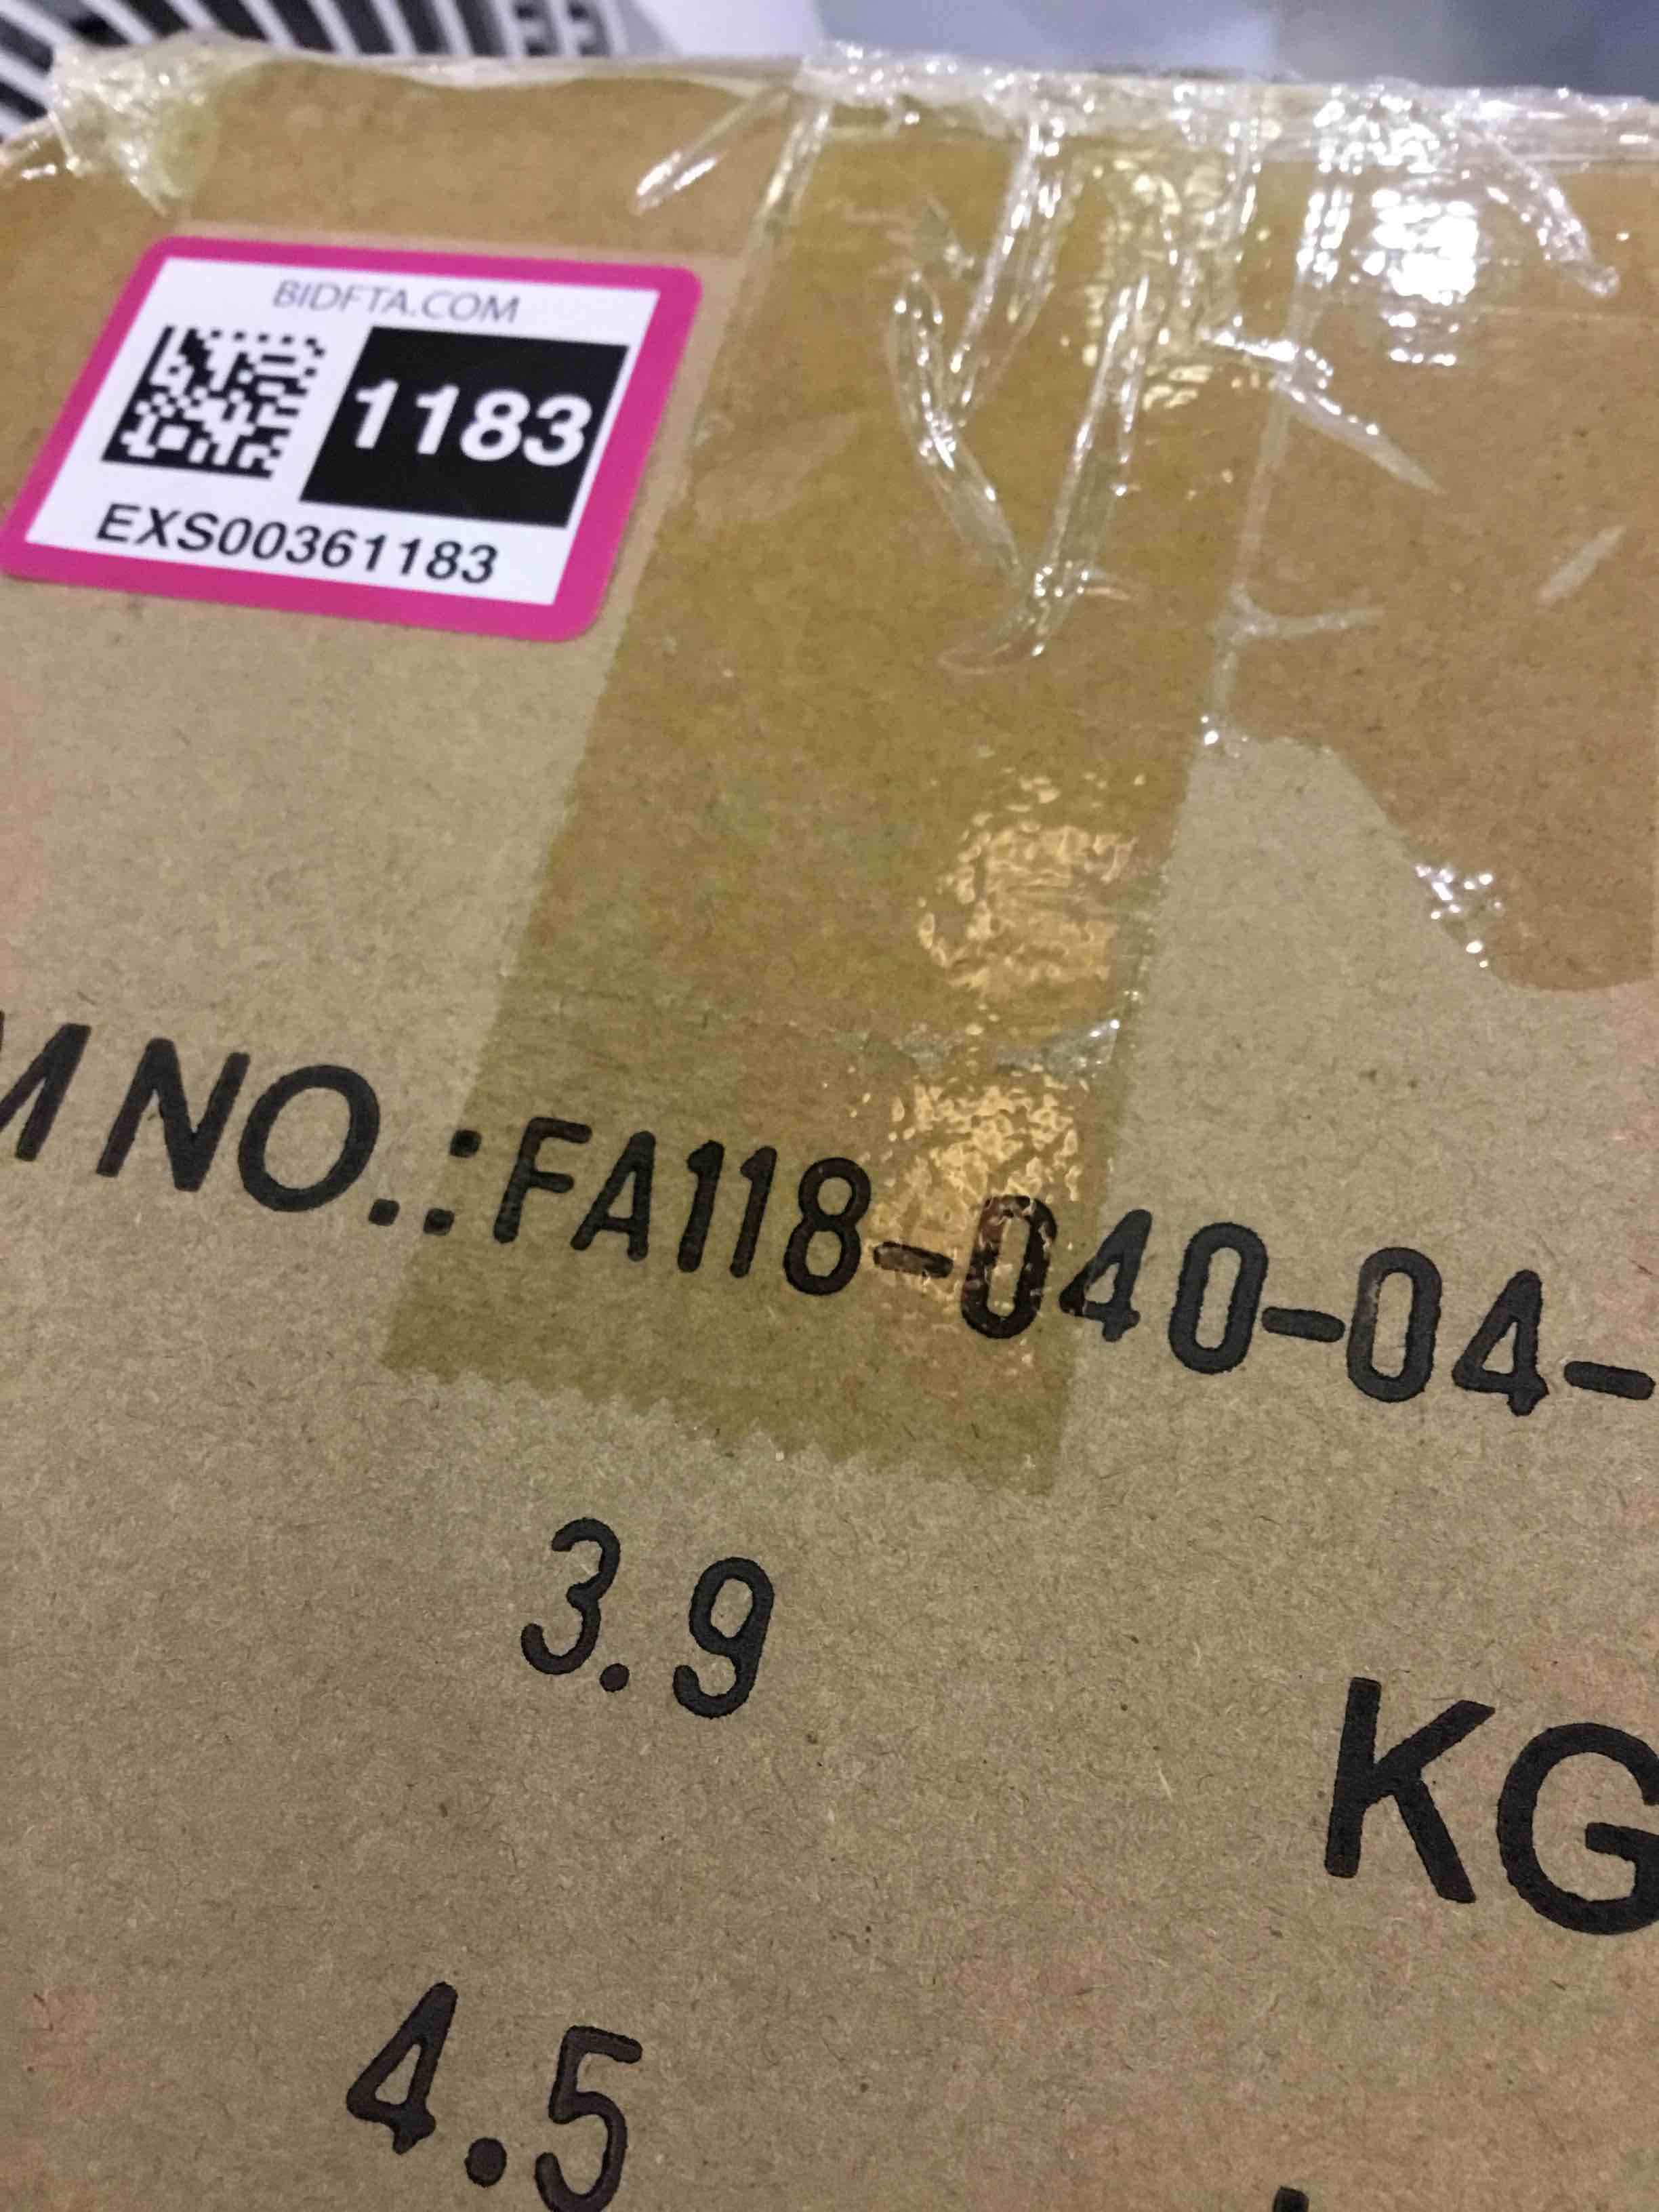 BIDFTA.COM
1183
EXS00361183
M NO.:FA118-040-04-
3.9 KG
4.5